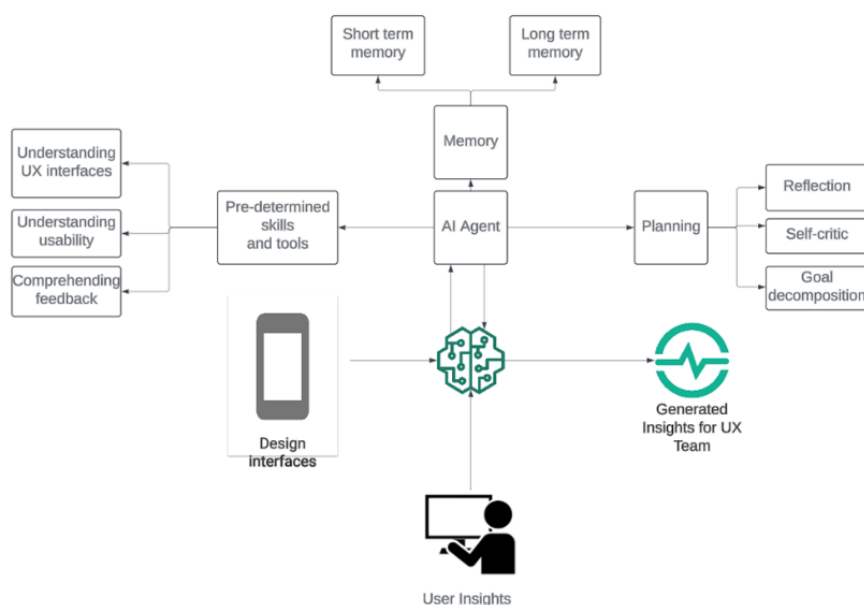 Short term
memory
Long term
memory
Memory
Understanding
UX interfaces
Understanding
usability
Comprehending
feedback
Pre-determined
skills
and tools
AI Agent
Planning
Reflection
Self-critic
Goal
decomposition
Design
interfaces
Generated
Insights for UX
Team
User Insights